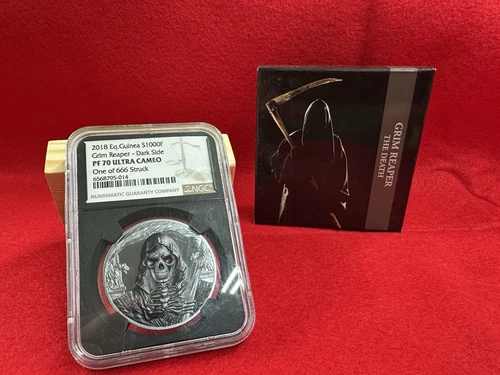 2018 Eq.Guinea S1000F
Grim Reaper - Dark Side
PF 70 ULTRA CAMEO
One of 666 Struck
6568795-014
NGC
NUMISMATIC GUARANTY COMPANY
GRIM REAPER
THE DEATH